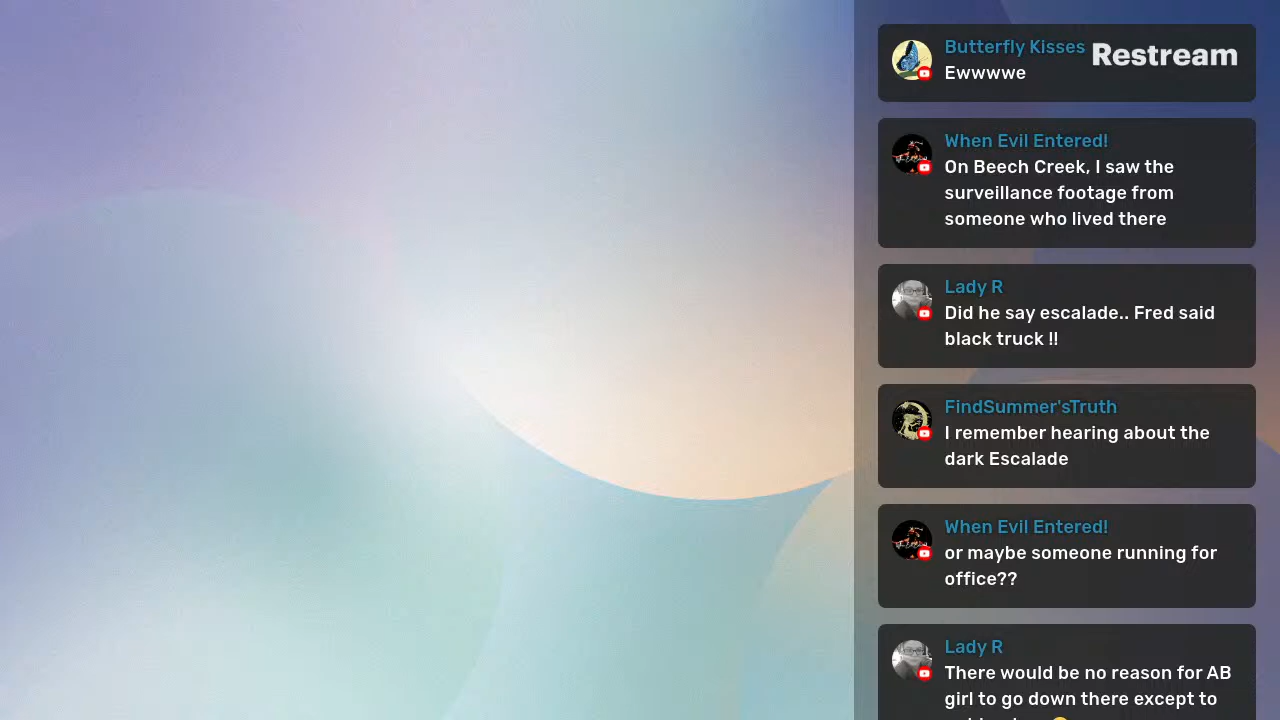 Butterfly Kisses
Restream
Ewwwwe
When Evil Entered!
On Beech Creek, I saw the
surveillance footage from
someone who lived there
Lady R
Did he say escalade.. Fred said
black truck !!
FindSummer'sTruth
I remember hearing about the
dark Escalade
When Evil Entered!
or maybe someone running for
office??
Lady R
There would be no reason for AB
girl to go down there except to